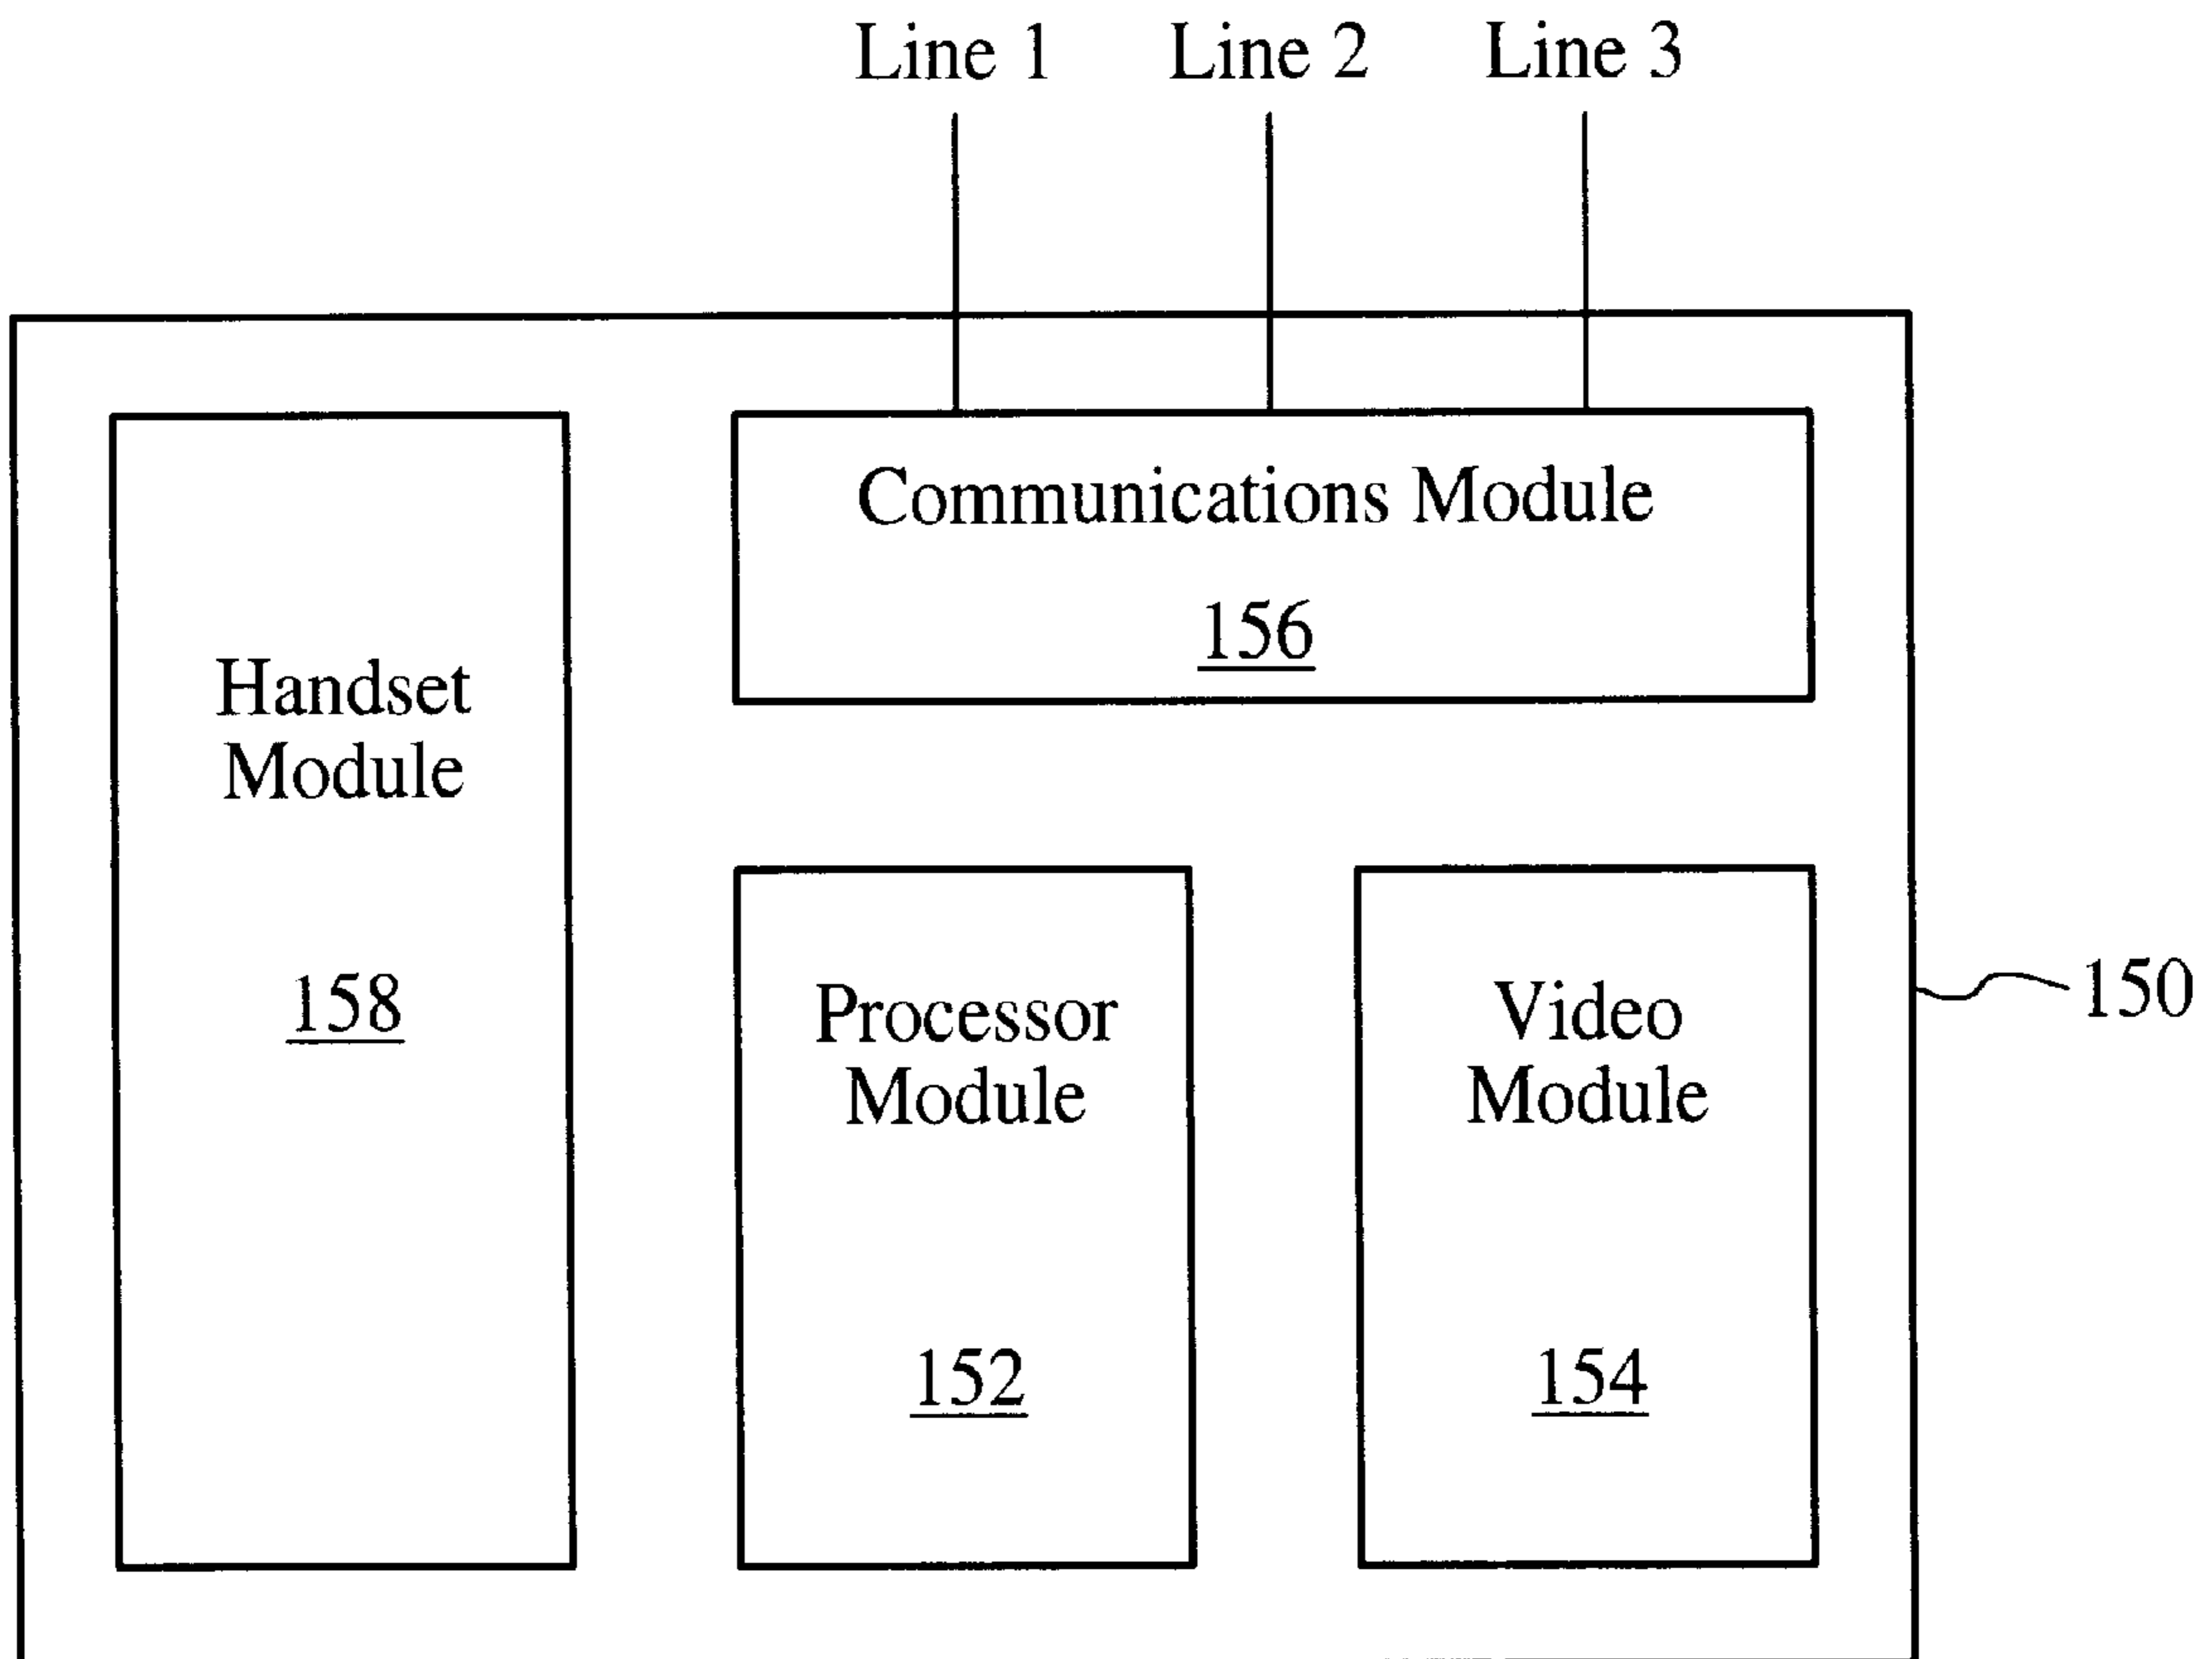 Line 1
Line 2
Line 3
Communications Module
156
Handset
Module
158
Processor
Module
152
Video
Module
154
150